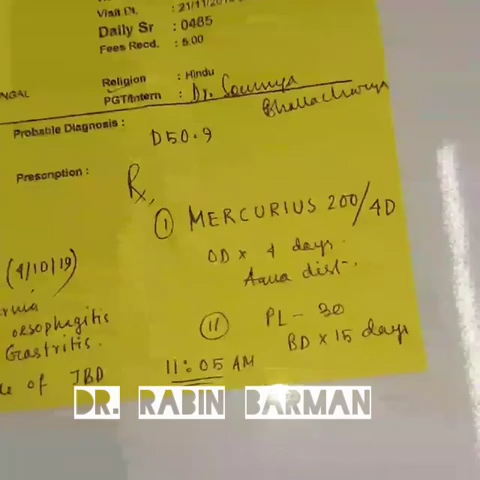 Visit Dt. : 21/11/
Daily Sr : 0485
Fees Recd. : 5.00
Religion : Hindu
NGAL PGT/Intern : Dr. Soumya Bhattacharya
Probable Diagnosis :
D50.9
Prescription :
Rx,
(1) MERCURIUS 200/4D
OD x 4 days.
Aqua dist.
(4/10/19)
oesophagitis
Gastritis.
of IBD
(11) PL - 30
BD x 15 days
11:05 AM
DR. RABIN BARMAN